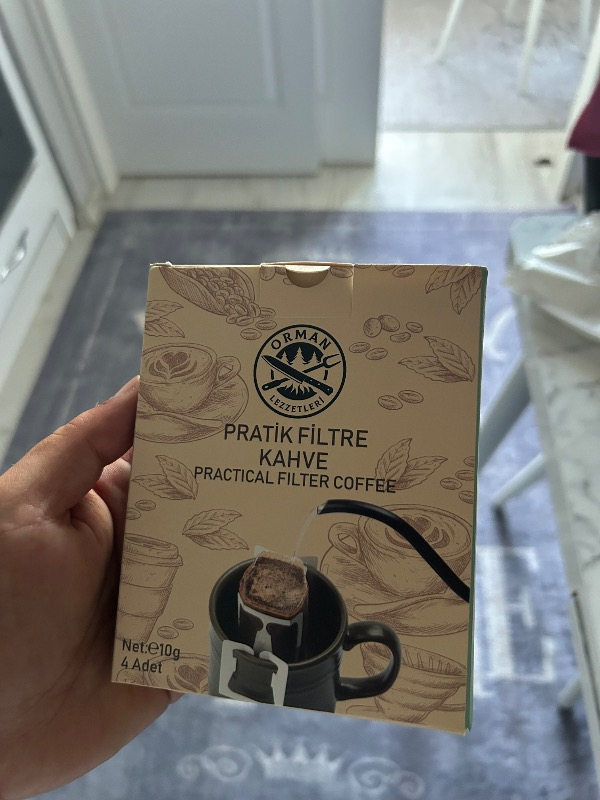 ORMAN
LEZZETLERİ
PRATİK FİLTRE
KAHVE
PRACTICAL FILTER COFFEE
Net:℮10g
4 Adet